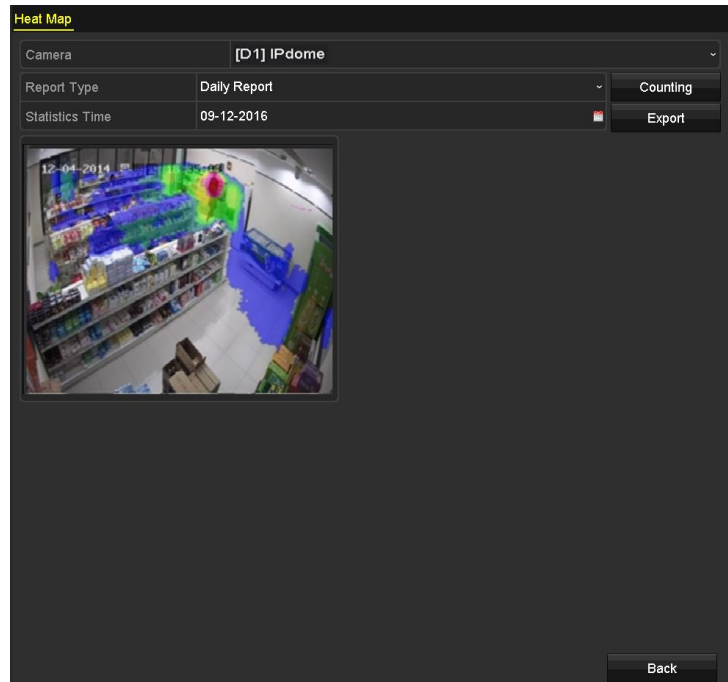 Heat Map
Camera [D1] IPdome
Report Type Daily Report Counting
Statistics Time 09-12-2016 Export
12-04-2014
Back